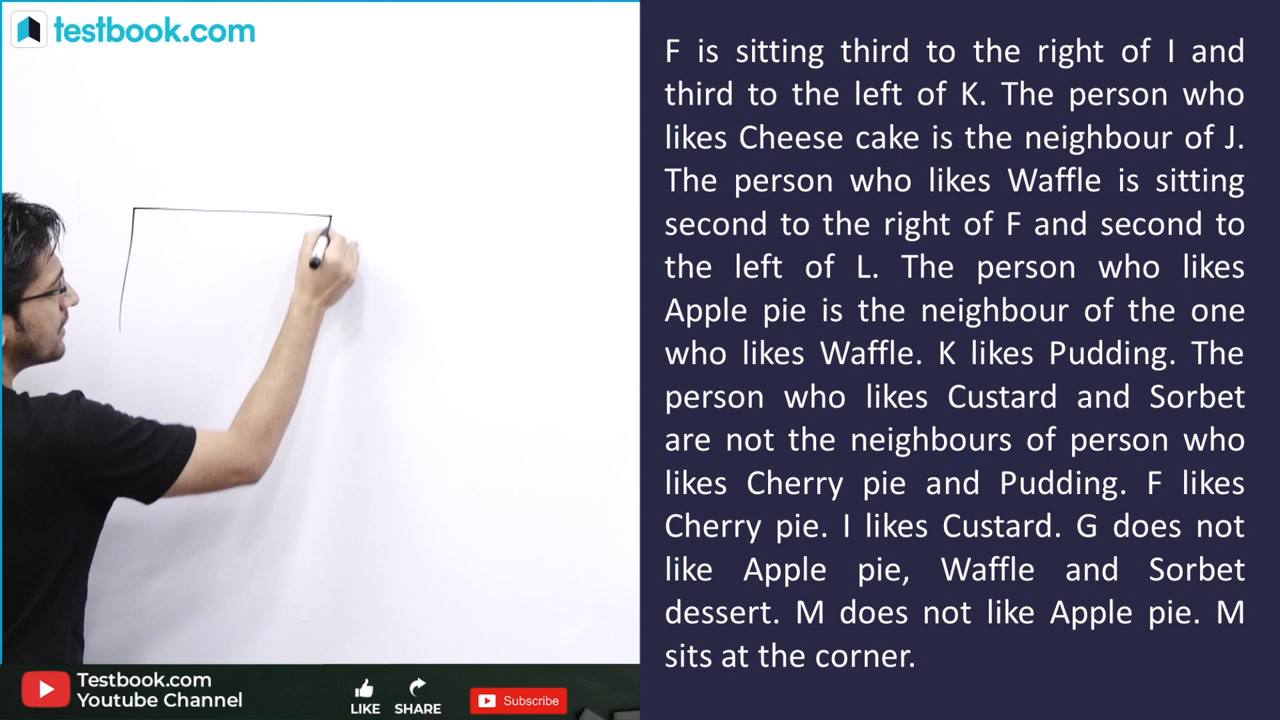 testbook.com
F is sitting third to the right of I and
third to the left of K. The person who
likes Cheese cake is the neighbour of J.
The person who likes Waffle is sitting
second to the right of F and second to
the left of L. The person who likes
Apple pie is the neighbour of the one
who likes Waffle. K likes Pudding. The
person who likes Custard and Sorbet
are not the neighbours of person who
likes Cherry pie and Pudding. F likes
Cherry pie. I likes Custard. G does not
like Apple pie, Waffle and Sorbet
dessert. M does not like Apple pie. M
sits at the corner.
Testbook.com
Youtube Channel
LIKE
SHARE
Subscribe